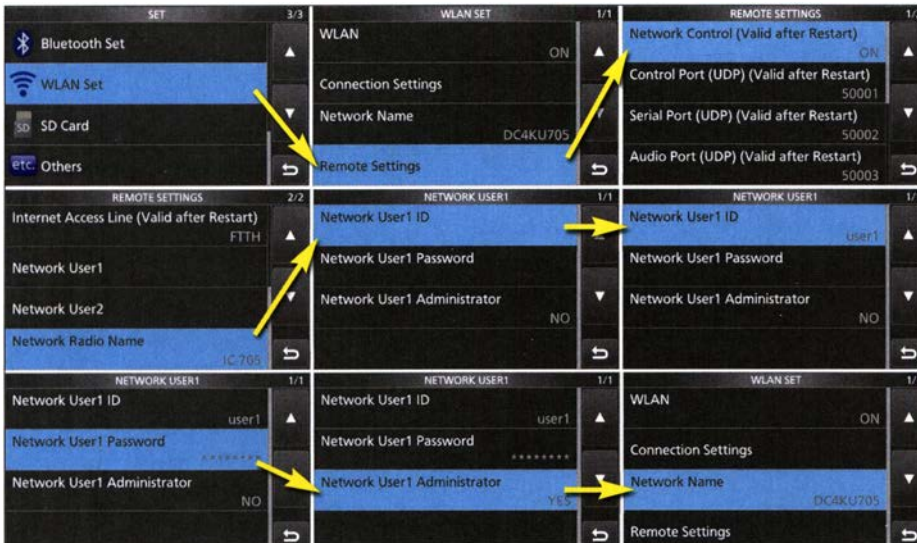 SET 3/3
Bluetooth Set
WLAN Set
SD SD Card
etc. Others
WLAN SET 1/1
WLAN
ON
Connection Settings
Network Name
DC4KU705
Remote Settings
REMOTE SETTINGS
Network Control (Valid after Restart)
ON
Control Port (UDP) (Valid after Restart)
50001
Serial Port (UDP) (Valid after Restart)
50002
Audio Port (UDP) (Valid after Restart)
50003
REMOTE SETTINGS 2/2
Internet Access Line (Valid after Restart)
FTTH
Network User1
Network User2
Network Radio Name
IC-705
NETWORK USER1 1/1
Network User1 ID
Network User1 Password
Network User1 Administrator
NO
NETWORK USER1
Network User1 ID
user1
Network User1 Password
Network User1 Administrator
NO
NETWORK USER1 1/1
Network User1 ID
user1
Network User1 Password
********
Network User1 Administrator
NO
NETWORK USER1 1/1
Network User1 ID
user1
Network User1 Password
********
Network User1 Administrator
YES
WLAN SET
WLAN
ON
Connection Settings
Network Name
DC4KU705
Remote Settings